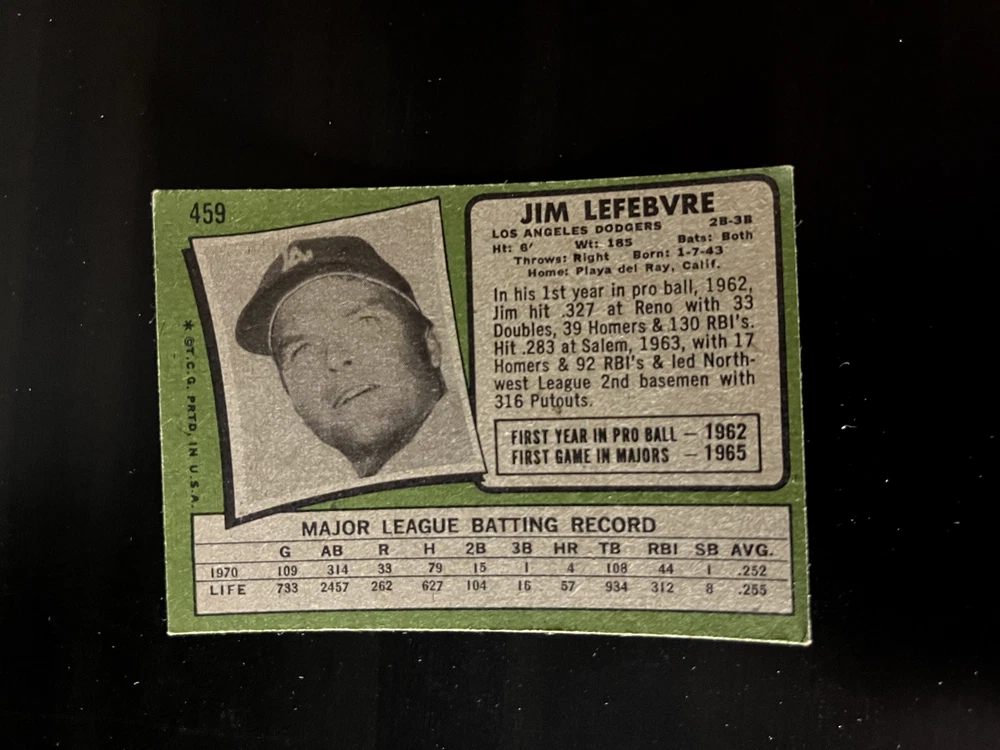 459
JIM LEFEBVRE
LOS ANGELES DODGERS 2B-3B
Ht: 6' Wt: 185 Bats: Both
Throws: Right Born: 1-7-43
Home: Playa del Ray, Calif.
In his 1st year in pro ball, 1962,
Jim hit .327 at Reno with 33
Doubles, 39 Homers & 130 RBI's.
Hit .283 at Salem, 1963, with 17
Homers & 92 RBI's & led North-
west League 2nd basemen with
316 Putouts.
FIRST YEAR IN PRO BALL — 1962
FIRST GAME IN MAJORS — 1965
LA
* ©T.C.G. PRTD, IN U.S.A.
MAJOR LEAGUE BATTING RECORD
G AB R H 2B 3B HR TB RBI SB AVG.
1970 109 314 33 79 15 1 4 108 44 1 .252
LIFE 733 2457 262 627 104 16 57 934 312 8 .255